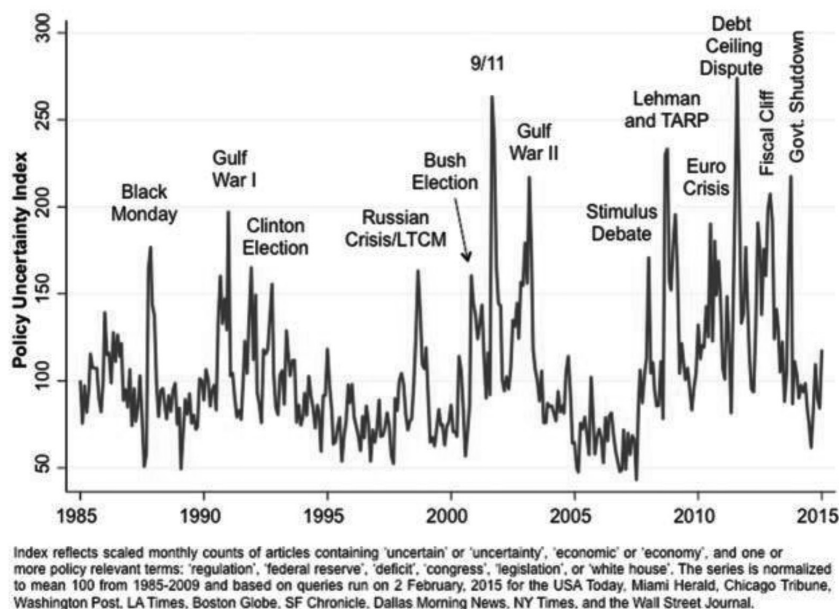 Policy Uncertainty Index
300
250
200
150
100
50
1985
1990
1995
2000
2005
2010
2015
Black
Monday
Gulf
War I
Clinton
Election
Russian
Crisis/LTCM
Bush
Election
9/11
Gulf
War II
Stimulus
Debate
Lehman
and TARP
Euro
Crisis
Debt
Ceiling
Dispute
Fiscal Cliff
Govt. Shutdown
Index reflects scaled monthly counts of articles containing 'uncertain' or 'uncertainty', 'economic' or 'economy', and one or
more policy relevant terms: 'regulation', 'federal reserve', 'deficit', 'congress', 'legislation', or 'white house'. The series is normalized
to mean 100 from 1985-2009 and based on queries run on 2 February, 2015 for the USA Today, Miami Herald, Chicago Tribune,
Washington Post, LA Times, Boston Globe, SF Chronicle, Dallas Morning News, NY Times, and the Wall Street Journal.